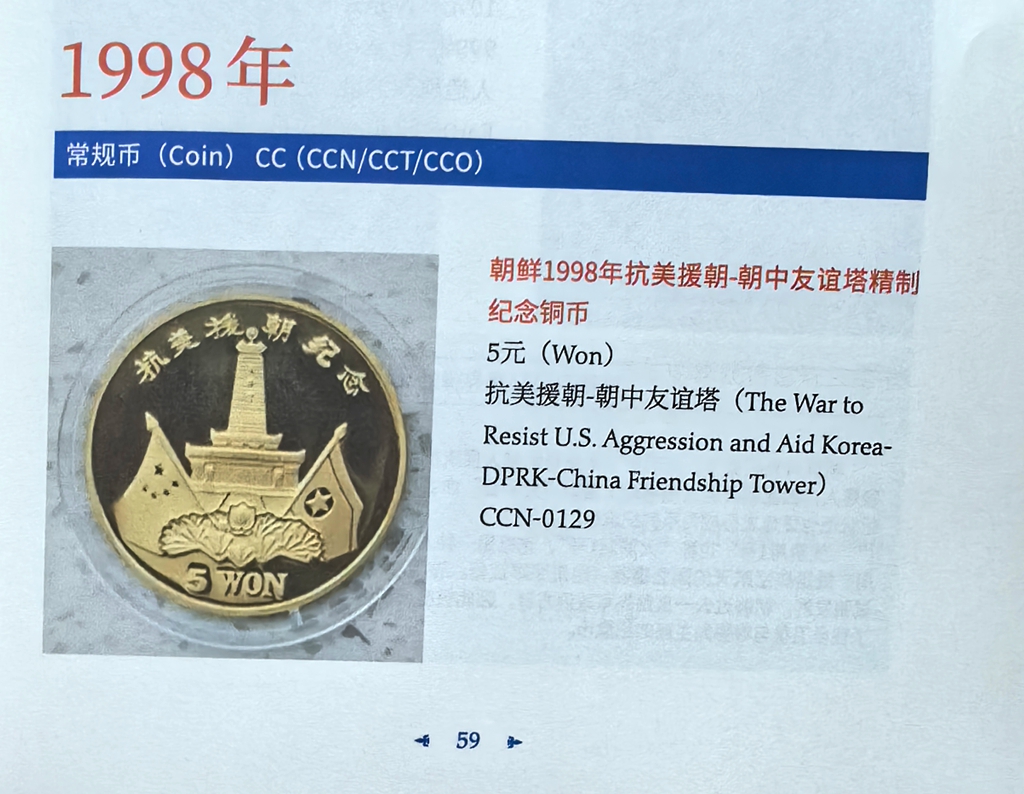 1998年
常规币（Coin） CC（CCN/CCT/CCO）
抗美援朝纪念
5 WON
朝鲜1998年抗美援朝-朝中友谊塔精制
纪念铜币
5元（Won）
抗美援朝-朝中友谊塔（The War to
Resist U.S. Aggression and Aid Korea-
DPRK-China Friendship Tower）
CCN-0129
59